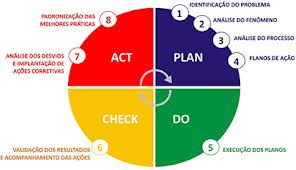 8
PADRONIZAÇÃO DAS
MELHORES PRÁTICAS
1
IDENTIFICAÇÃO DO PROBLEMA
2
ANÁLISE DO FENÔMENO
3
ANÁLISE DO PROCESSO
4
PLANOS DE AÇÃO
7
ANÁLISE DOS DESVIOS
E IMPLANTAÇÃO DE
AÇÕES CORRETIVAS
ACT
PLAN
CHECK
DO
6
VALIDAÇÃO DOS RESULTADOS
E ACOMPANHAMENTO DAS AÇÕES
5
EXECUÇÃO DOS PLANOS